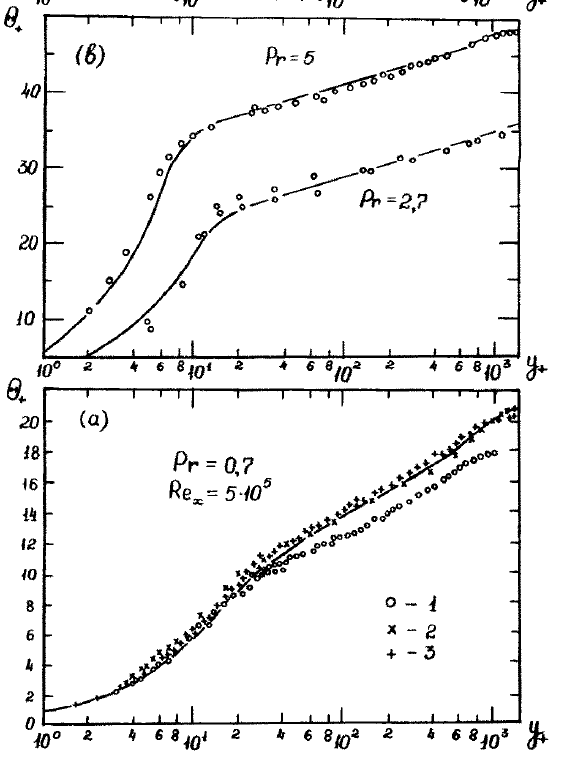 Θ₊
(b)
Pr = 5
40
30
Pr = 2,7
20
10
10⁰ 2 4 6 8 10¹ 2 4 6 8 10² 2 4 6 8 10³ y₊
Θ₊
(a)
20
18
Pr = 0,7
16
Re∞ = 5·10⁵
14
12
10
8
o - 1
6
x - 2
4
+ - 3
2
0
10⁰ 2 4 6 8 10¹ 2 4 6 8 10² 2 4 6 8 10³ y₊